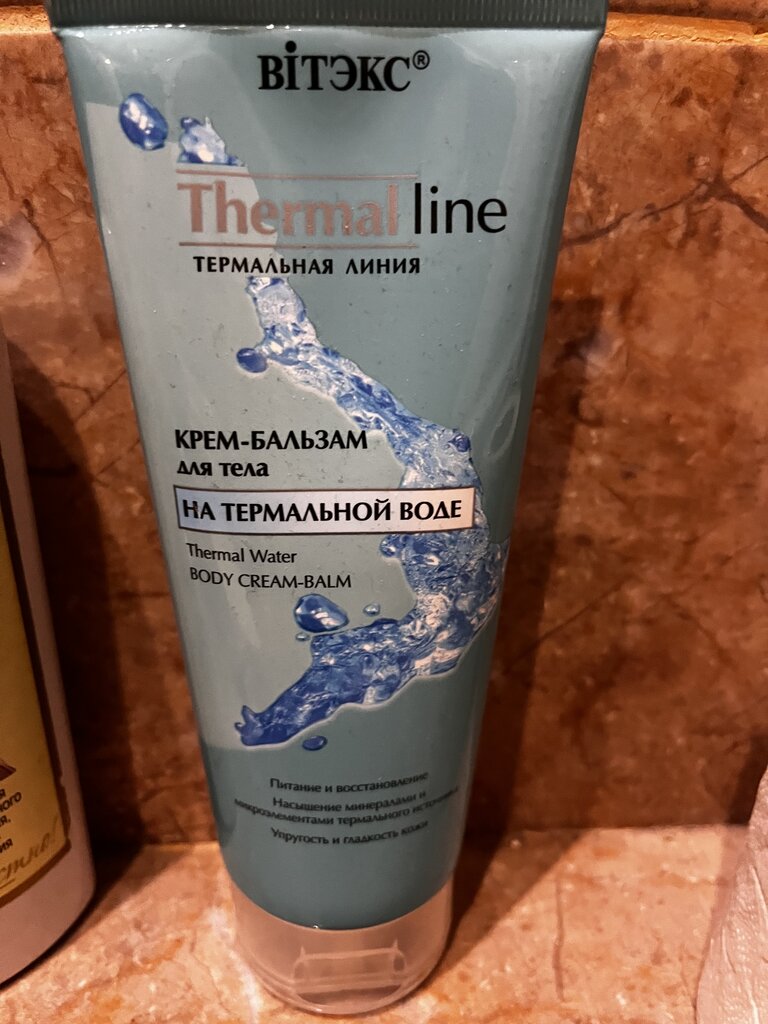 ВІТЭКС®
Thermal line
ТЕРМАЛЬНАЯ ЛИНИЯ
КРЕМ-БАЛЬЗАМ
для тела
НА ТЕРМАЛЬНОЙ ВОДЕ
Thermal Water
BODY CREAM-BALM
Питание и восстановление
Насыщение минералами и
микроэлементами термального источника
Упругость и гладкость кожи